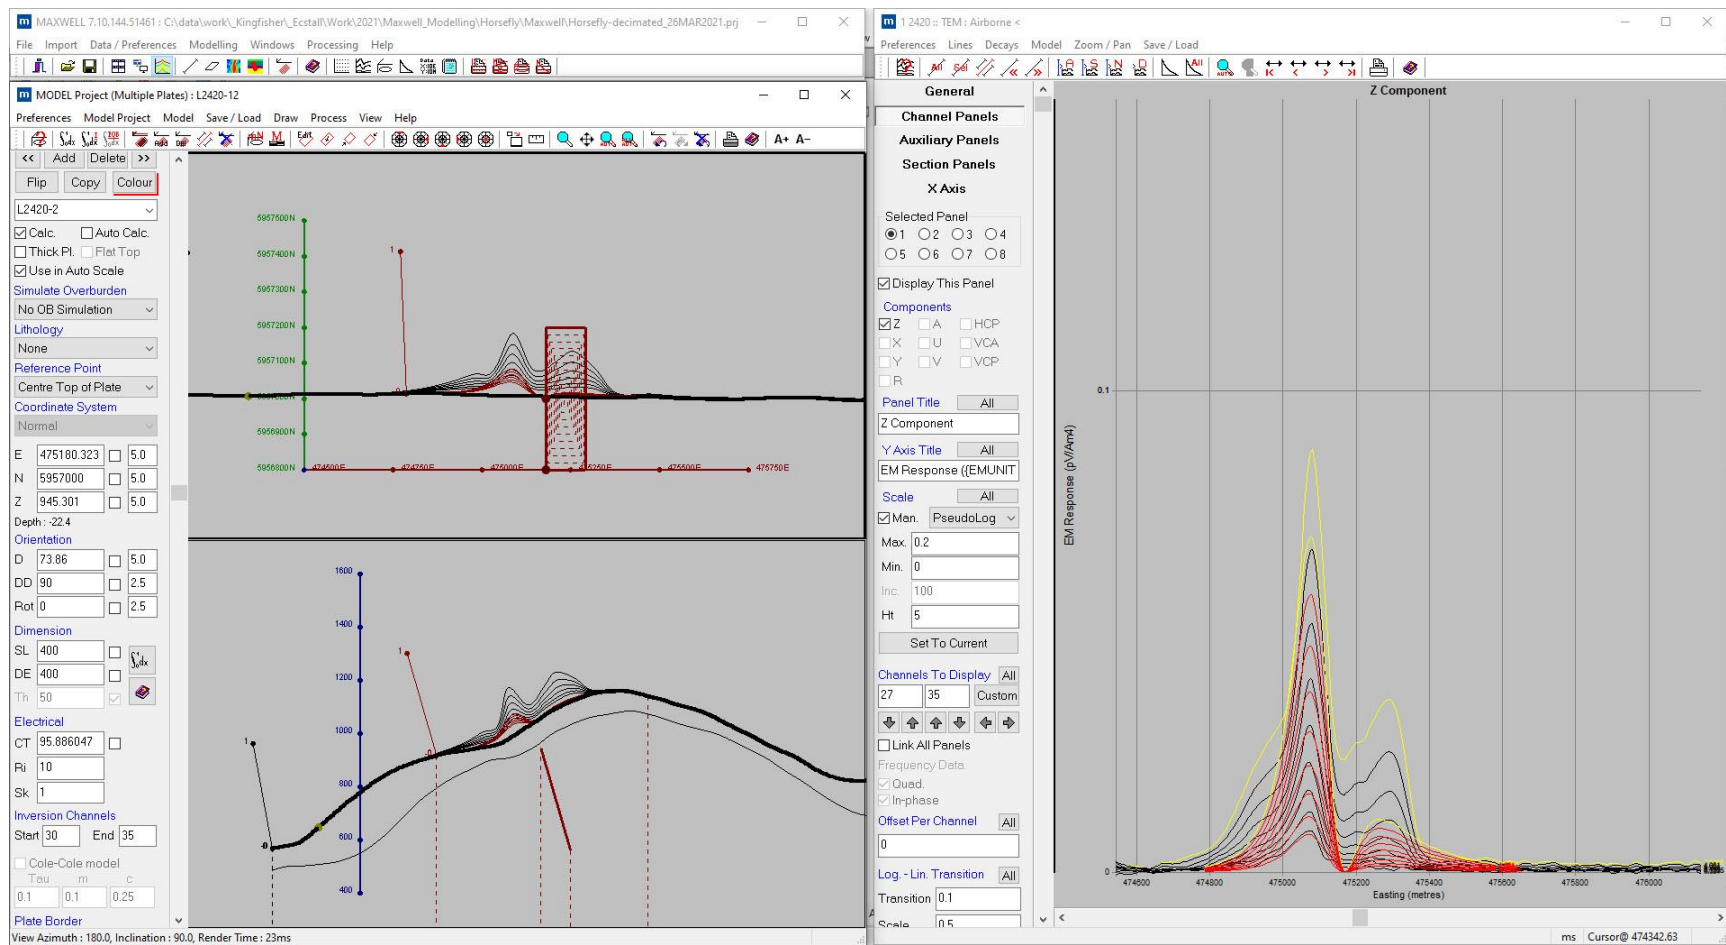 MAXWELL 7.10.144.51461 : C:\data\work\_Kingfisher\_Ecstall\Work\2021\Maxwell_Modelling\Horsefly\Maxwell\Horsefly-decimated_26MAR2021.prj
File Import Data / Preferences Modelling Windows Processing Help
MODEL Project (Multiple Plates) : L2420-12
Preferences Model Project Model Save / Load Draw Process View Help
A+ A-
<< Add Delete >>
Flip Copy Colour
L2420-2
Calc. Auto Calc.
Thick Pl. Flat Top
Use in Auto Scale
Simulate Overburden
No OB Simulation
Lithology
None
Reference Point
Centre Top of Plate
Coordinate System
Normal
E 475180.323 5.0
N 5957000 5.0
Z 945.301 5.0
Depth : -22.4
Orientation
D 73.86 5.0
DD 90 2.5
Rot 0 2.5
Dimension
SL 400
DE 400
Th 50
Electrical
CT 95.886047
Ri 10
Sk 1
Inversion Channels
Start 30 End 35
Cole-Cole model
Tau m c
0.1 0.1 0.25
Plate Border
View Azimuth : 180.0, Inclination : 90.0, Render Time : 23ms
5957500N
5957400N
5957300N
5957200N
5957100N
5957000N
5956900N
5956800N
474500E 474750E 475000E 475250E 475500E 475750E
1
1600
1400
1200
1000
800
600
400
1
1
0
0
1 2420 :: TEM : Airborne <
Preferences Lines Decays Model Zoom / Pan Save / Load
General
Channel Panels
Auxiliary Panels
Section Panels
X Axis
Selected Panel
1 2 3 4
5 6 7 8
Display This Panel
Components
Z A HCP
X U VCA
Y V VCP
R
Panel Title All
Z Component
Y Axis Title All
EM Response ({EMUNIT
Scale All
Man. PseudoLog
Max. 0.2
Min. 0
Inc. 100
Ht 5
Set To Current
Channels To Display All
27 35 Custom
Link All Panels
Frequency Data
Quad.
In-phase
Offset Per Channel All
0
Log. - Lin. Transition All
Transition 0.1
Scale 0.5
Z Component
EM Response (pV/Am4)
0.1
0
474600 474800 475000 475200 475400 475600 475800 476000
Easting (metres)
ms Cursor@ 474342.63